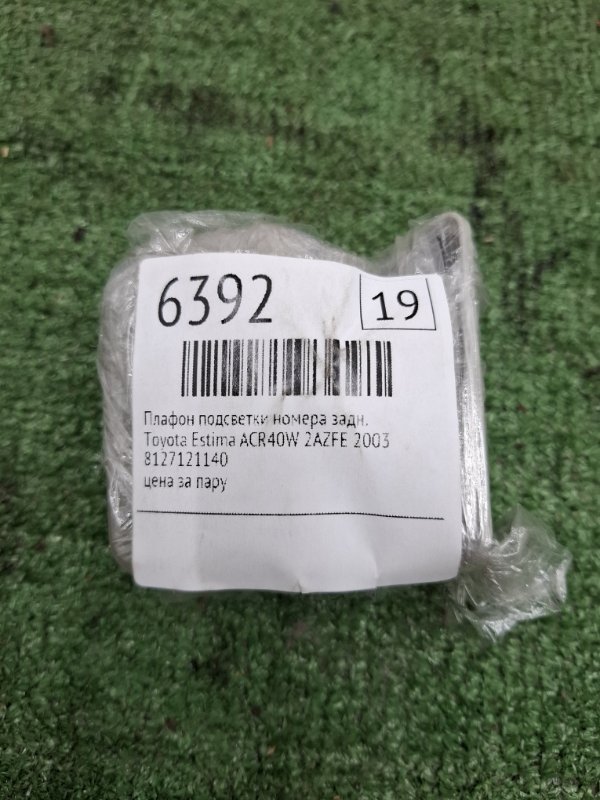 6392
19
Плафон подсветки номера задн.
Toyota Estima ACR40W 2AZFE 2003
8127121140
цена за пару